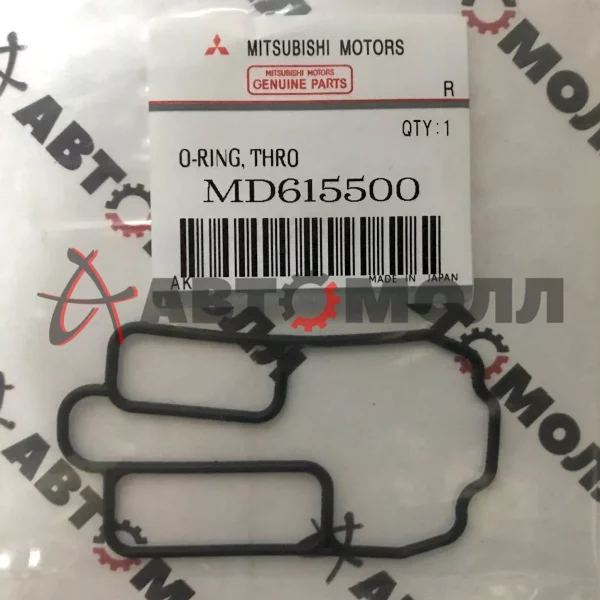 MITSUBISHI MOTORS
MITSUBISHI MOTORS
GENUINE PARTS
R
QTY:1
O-RING, THRO
MD615500
AK
MADE IN JAPAN
АВТОМОЛЛ